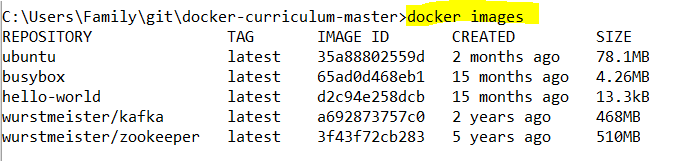 C:\Users\Family\git\docker-curriculum-master>docker images
REPOSITORY TAG IMAGE ID CREATED SIZE
ubuntu latest 35a88802559d 2 months ago 78.1MB
busybox latest 65ad0d468eb1 15 months ago 4.26MB
hello-world latest d2c94e258dcb 15 months ago 13.3kB
wurstmeister/kafka latest a692873757c0 2 years ago 468MB
wurstmeister/zookeeper latest 3f43f72cb283 5 years ago 510MB